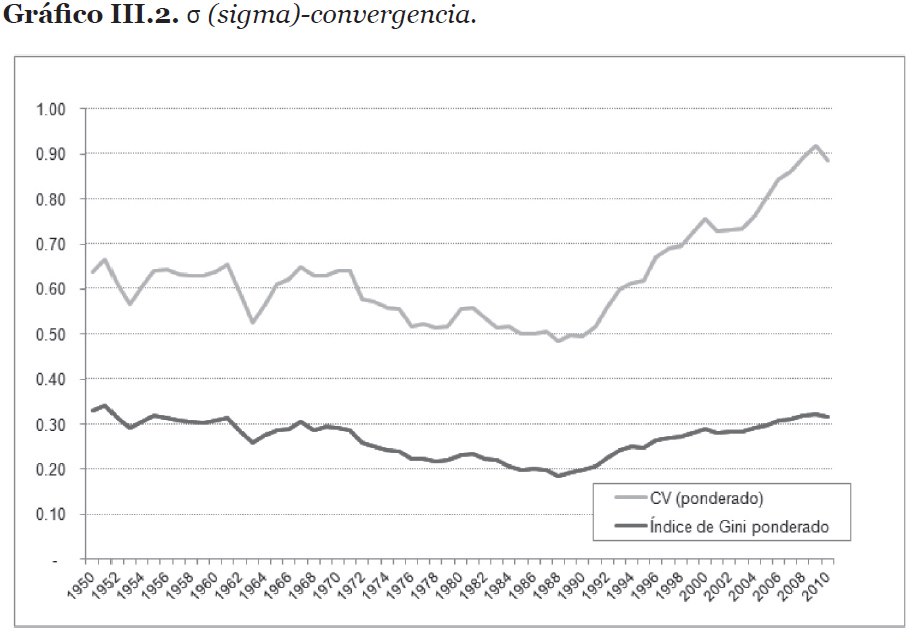 Gráfico III.2. σ (sigma)-convergencia.
1.00
0.90
0.80
0.70
0.60
0.50
0.40
0.30
0.20
0.10
-
CV (ponderado)
Índice de Gini ponderado
1950 1952 1954 1956 1958 1960 1962 1964 1966 1968 1970 1972 1974 1976 1978 1980 1982 1984 1986 1988 1990 1992 1994 1996 1998 2000 2002 2004 2006 2008 2010